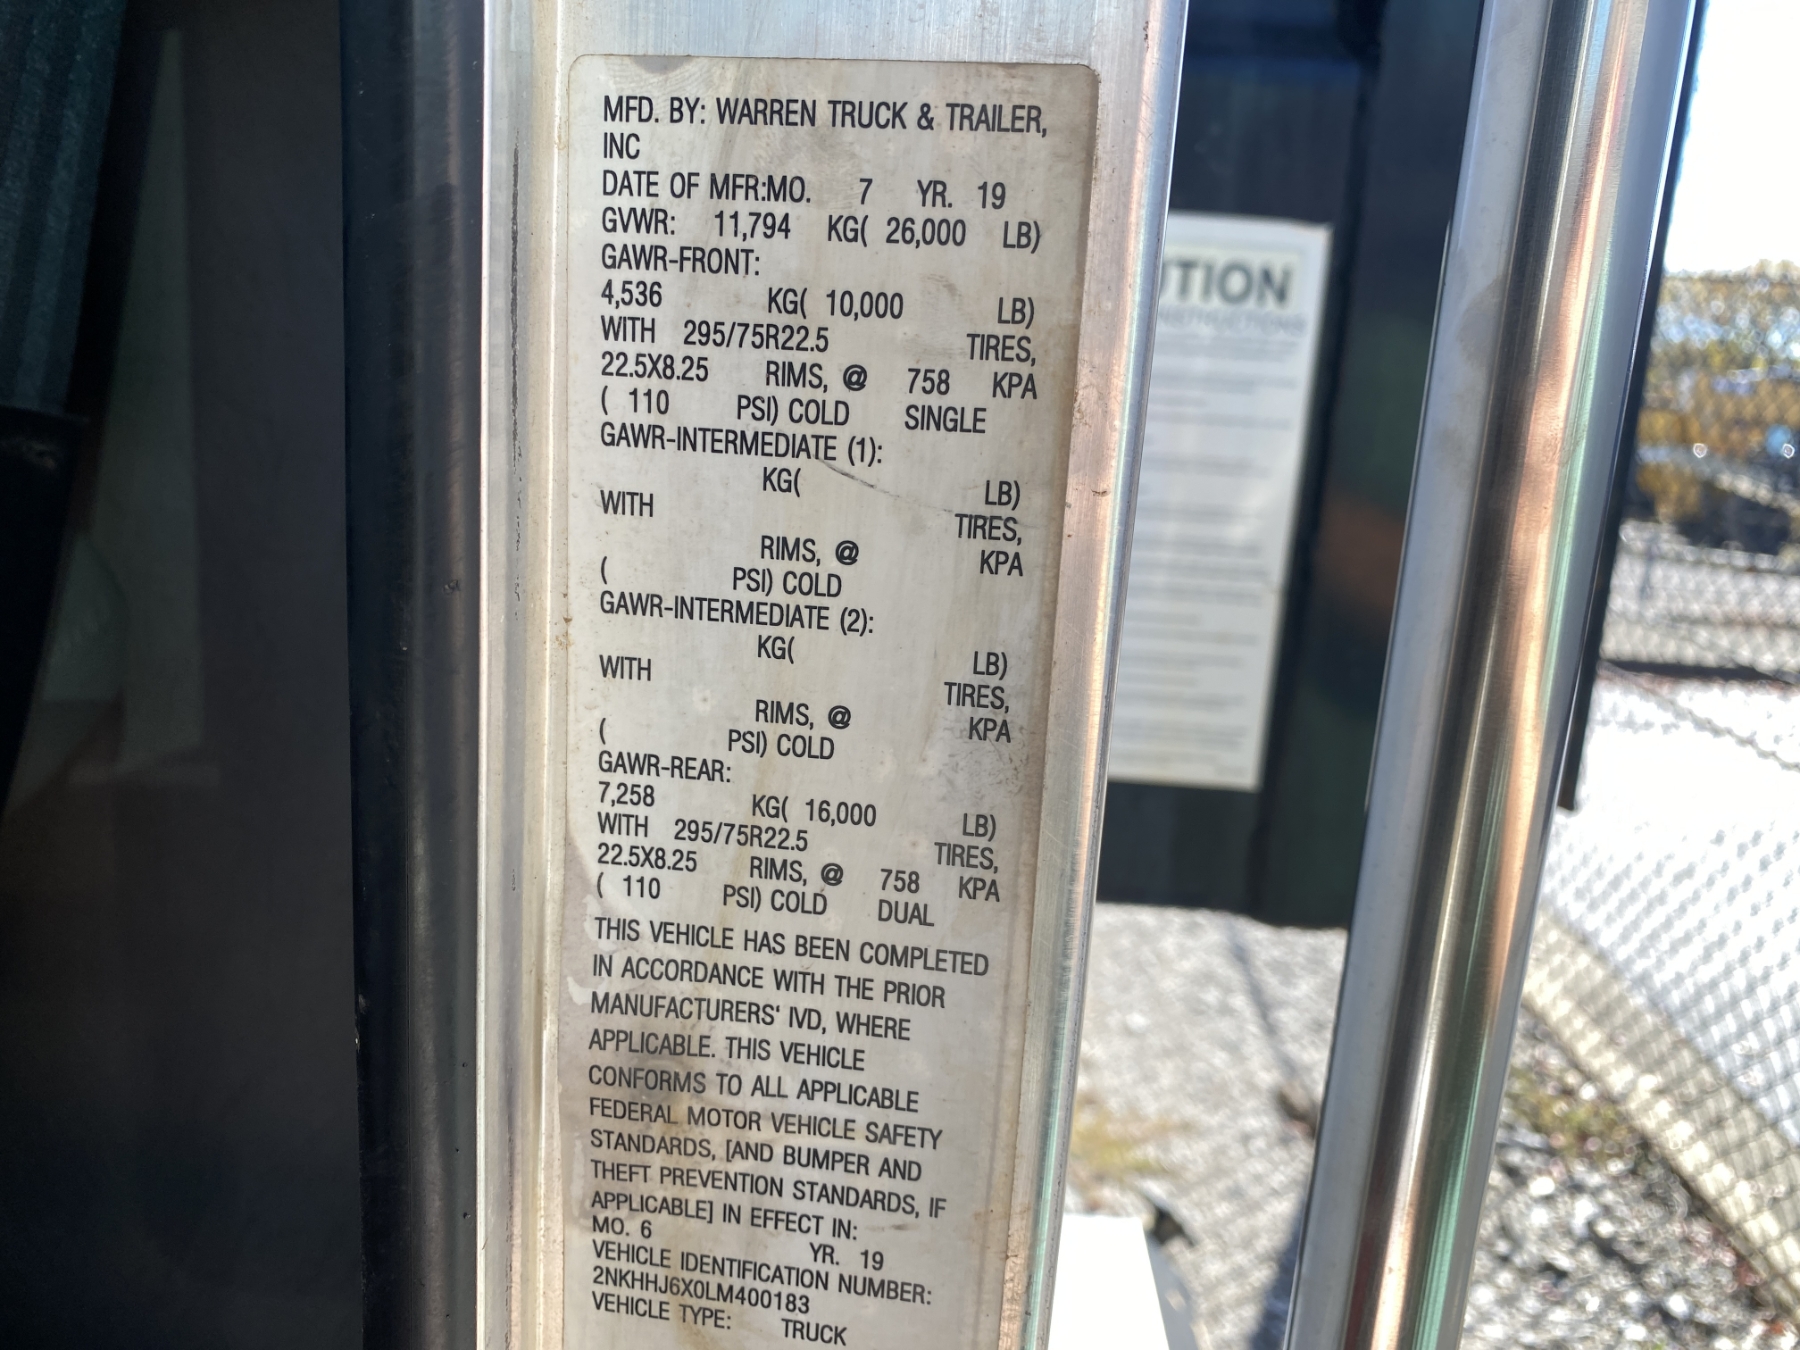 MFD. BY: WARREN TRUCK & TRAILER,
INC
DATE OF MFR:MO. 7 YR. 19
GVWR: 11,794 KG( 26,000 LB)
GAWR-FRONT:
4,536 KG( 10,000 LB)
WITH 295/75R22.5 TIRES,
22.5X8.25 RIMS, @ 758 KPA
( 110 PSI) COLD SINGLE
GAWR-INTERMEDIATE (1):
KG( LB)
WITH TIRES,
RIMS, @ KPA
( PSI) COLD
GAWR-INTERMEDIATE (2):
KG( LB)
WITH TIRES,
RIMS, @ KPA
( PSI) COLD
GAWR-REAR:
7,258 KG( 16,000 LB)
WITH 295/75R22.5 TIRES,
22.5X8.25 RIMS, @ 758 KPA
( 110 PSI) COLD DUAL
THIS VEHICLE HAS BEEN COMPLETED
IN ACCORDANCE WITH THE PRIOR
MANUFACTURERS' IVD, WHERE
APPLICABLE. THIS VEHICLE
CONFORMS TO ALL APPLICABLE
FEDERAL MOTOR VEHICLE SAFETY
STANDARDS, [AND BUMPER AND
THEFT PREVENTION STANDARDS, IF
APPLICABLE] IN EFFECT IN:
MO. 6 YR. 19
VEHICLE IDENTIFICATION NUMBER:
2NKHHJ6X0LM400183
VEHICLE TYPE: TRUCK
UTION